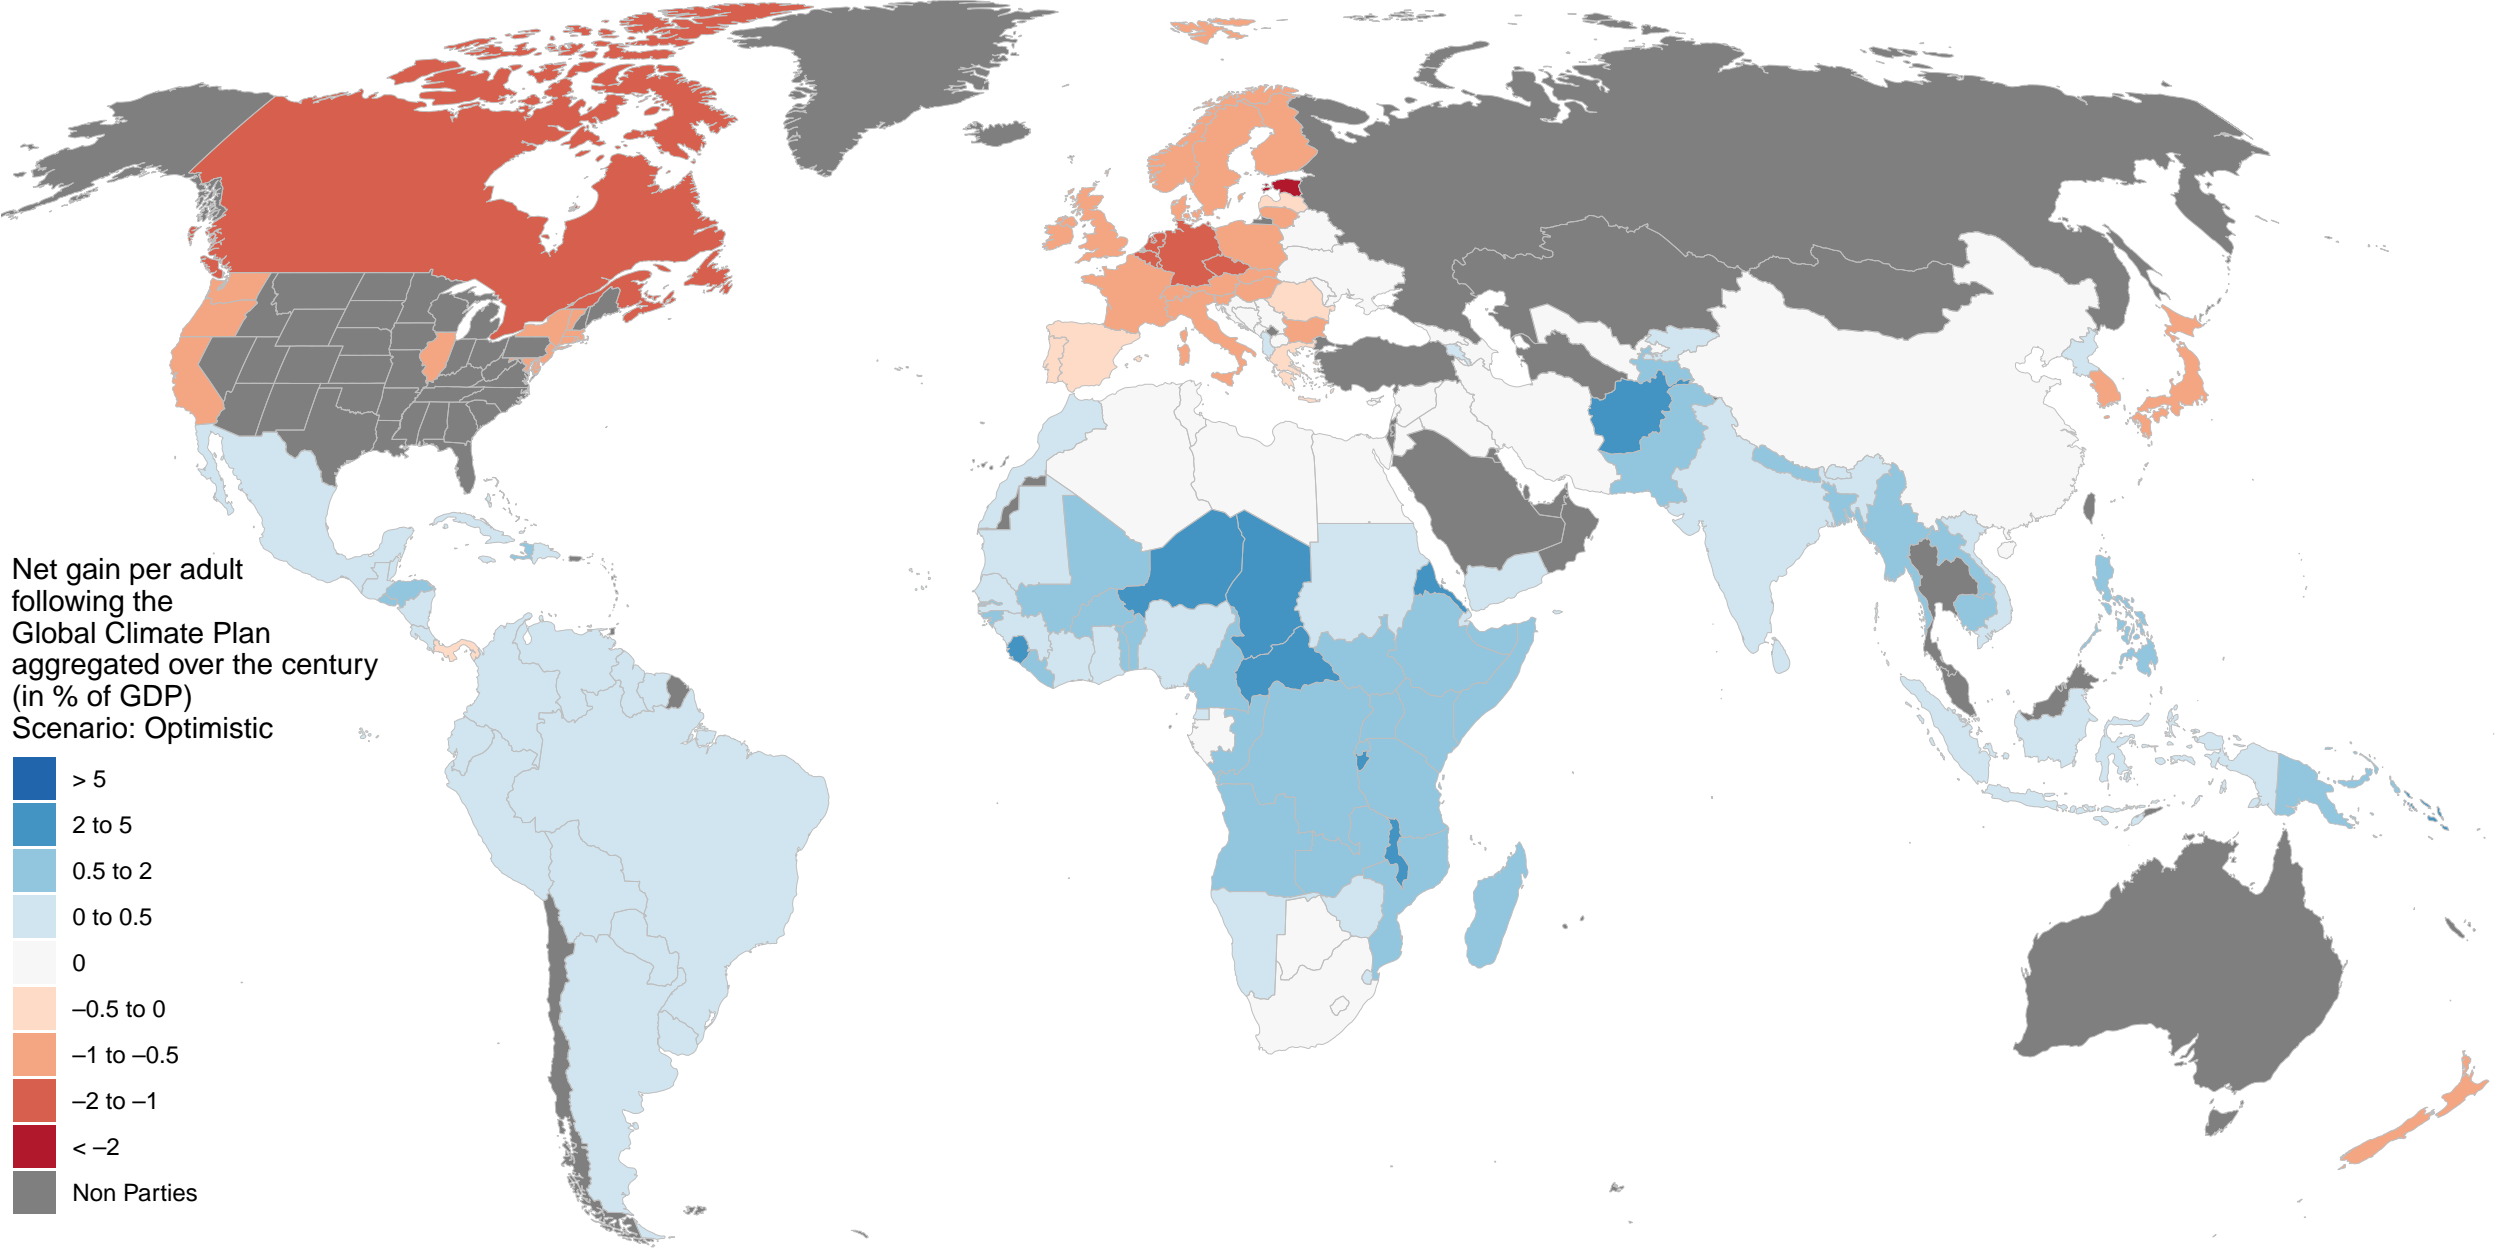 Net gain per adult
following the
Global Climate Plan
aggregated over the century
(in % of GDP)
Scenario: Optimistic
> 5
2 to 5
0.5 to 2
0 to 0.5
0
–0.5 to 0
–1 to –0.5
–2 to –1
< –2
Non Parties